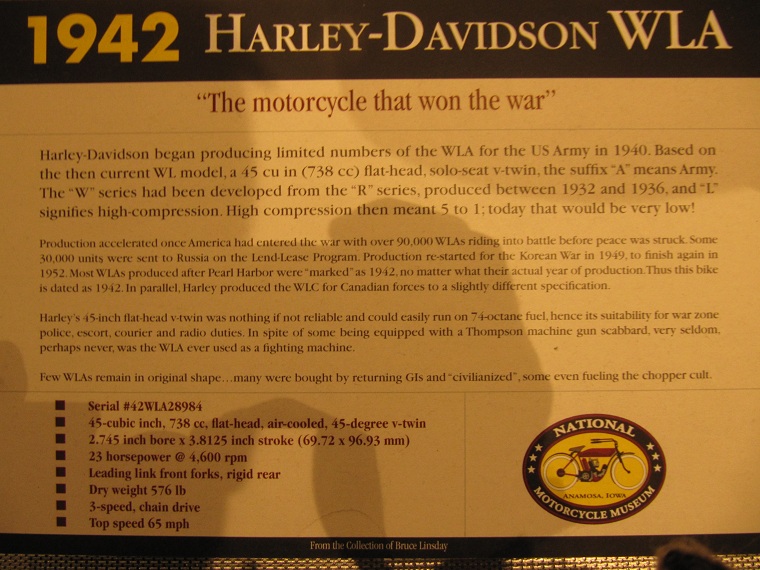 1942 HARLEY-DAVIDSON WLA
“The motorcycle that won the war”
Harley-Davidson began producing limited numbers of the WLA for the US Army in 1940. Based on
the then current WL model, a 45 cu in (738 cc) flat-head, solo-seat v-twin, the suffix “A” means Army.
The “W” series had been developed from the “R” series, produced between 1932 and 1936, and “L”
signifies high-compression. High compression then meant 5 to 1; today that would be very low!
Production accelerated once America had entered the war with over 90,000 WLAs riding into battle before peace was struck. Some
30,000 units were sent to Russia on the Lend-Lease Program. Production re-started for the Korean War in 1949, to finish again in
1952. Most WLAs produced after Pearl Harbor were “marked” as 1942, no matter what their actual year of production. Thus this bike
is dated as 1942. In parallel, Harley produced the WLC for Canadian forces to a slightly different specification.
Harley's 45-inch flat-head v-twin was nothing if not reliable and could easily run on 74-octane fuel, hence its suitability for war zone
police, escort, courier and radio duties. In spite of some being equipped with a Thompson machine gun scabbard, very seldom,
perhaps never, was the WLA ever used as a fighting machine.
Few WLAs remain in original shape…many were bought by returning GIs and “civilianized”, some even fueling the chopper cult.
■ Serial #42WLA28984
■ 45-cubic inch, 738 cc, flat-head, air-cooled, 45-degree v-twin
■ 2.745 inch bore x 3.8125 inch stroke (69.72 x 96.93 mm)
■ 23 horsepower @ 4,600 rpm
■ Leading link front forks, rigid rear
■ Dry weight 576 lb
■ 3-speed, chain drive
■ Top speed 65 mph
NATIONAL
ANAMOSA, IOWA
MOTORCYCLE MUSEUM
From the Collection of Bruce Linsday